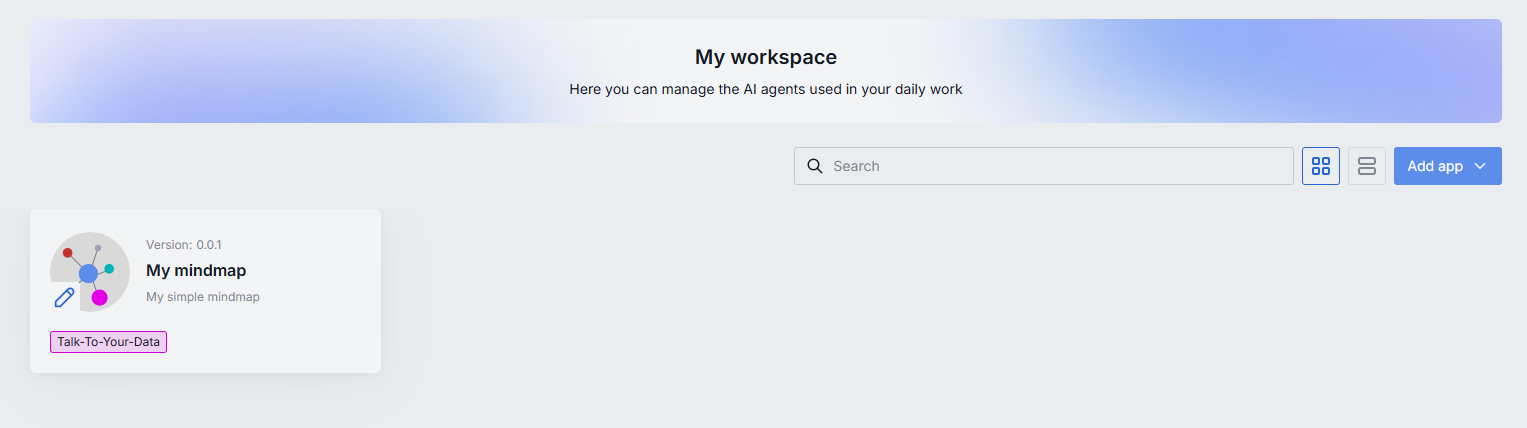 My workspace
Here you can manage the AI agents used in your daily work
Search
Add app
Version: 0.0.1
My mindmap
My simple mindmap
Talk-To-Your-Data